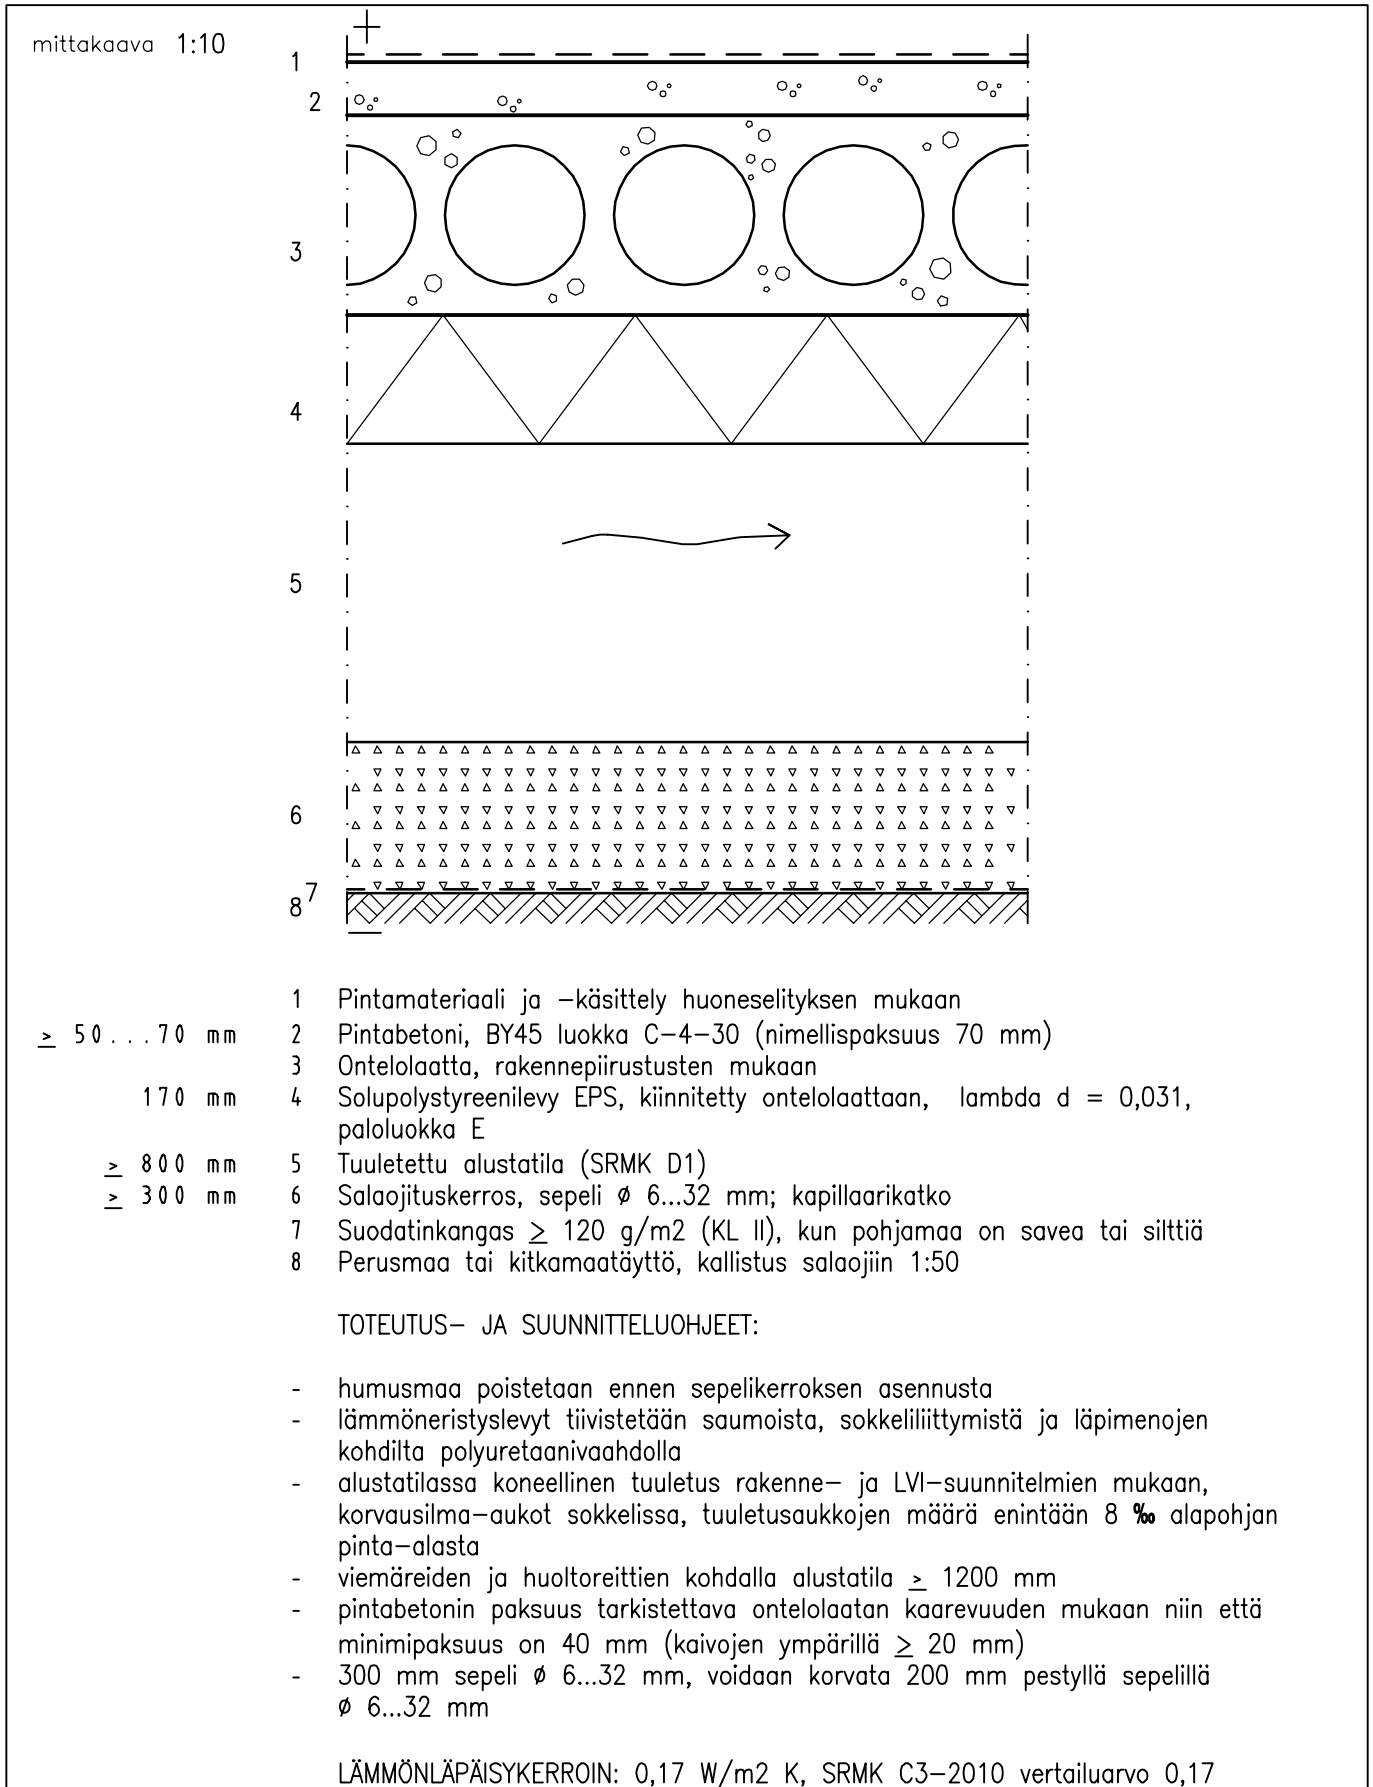 mittakaava 1:10
+
1
2
3
4
5
6
7
8
1 Pintamateriaali ja -käsittely huoneselityksen mukaan
≥ 50...70 mm 2 Pintabetoni, BY45 luokka C-4-30 (nimellispaksuus 70 mm)
3 Ontelolaatta, rakennepiirustusten mukaan
170 mm 4 Solupolystyreenilevy EPS, kiinnitetty ontelolaattaan, lambda d = 0,031,
paloluokka E
≥ 800 mm 5 Tuuletettu alustatila (SRMK D1)
≥ 300 mm 6 Salaojituskerros, sepeli ø 6...32 mm; kapillaarikatko
7 Suodatinkangas ≥ 120 g/m2 (KL II), kun pohjamaa on savea tai silttiä
8 Perusmaa tai kitkamaatäyttö, kallistus salaojiin 1:50
TOTEUTUS- JA SUUNNITTELUOHJEET:
- humusmaa poistetaan ennen sepelikerroksen asennusta
- lämmöneristyslevyt tiivistetään saumoista, sokkeliliittymistä ja läpimenojen
kohdilta polyuretaanivaahdolla
- alustatilassa koneellinen tuuletus rakenne- ja LVI-suunnitelmien mukaan,
korvausilma-aukot sokkelissa, tuuletusaukkojen määrä enintään 8 ‰ alapohjan
pinta-alasta
- viemäreiden ja huoltoreittien kohdalla alustatila ≥ 1200 mm
- pintabetonin paksuus tarkistettava ontelolaatan kaarevuuden mukaan niin että
minimipaksuus on 40 mm (kaivojen ympärillä ≥ 20 mm)
- 300 mm sepeli ø 6...32 mm, voidaan korvata 200 mm pestyllä sepelillä
ø 6...32 mm
LÄMMÖNLÄPÄISYKERROIN: 0,17 W/m2 K, SRMK C3-2010 vertailuarvo 0,17